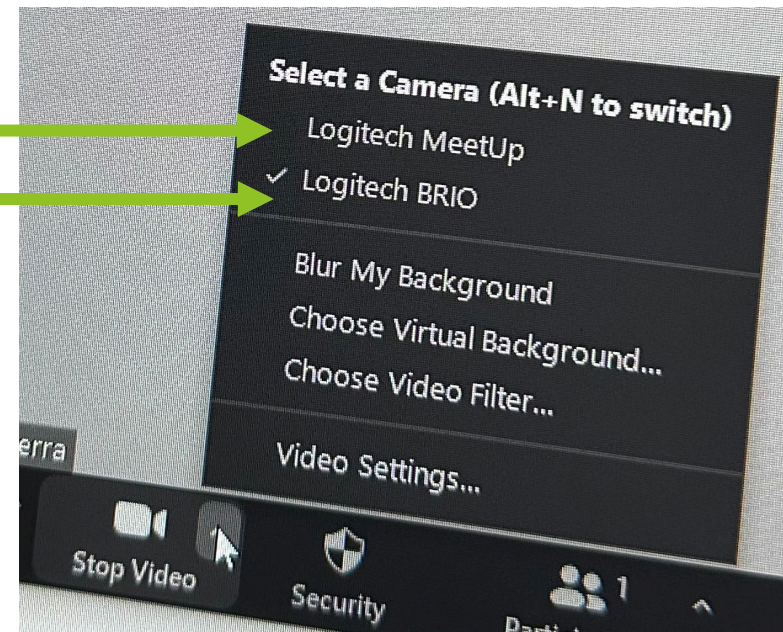 Select a Camera (Alt+N to switch)
Logitech MeetUp
✓ Logitech BRIO
Blur My Background
Choose Virtual Background...
Choose Video Filter...
Video Settings...
erra
Stop Video
Security
1